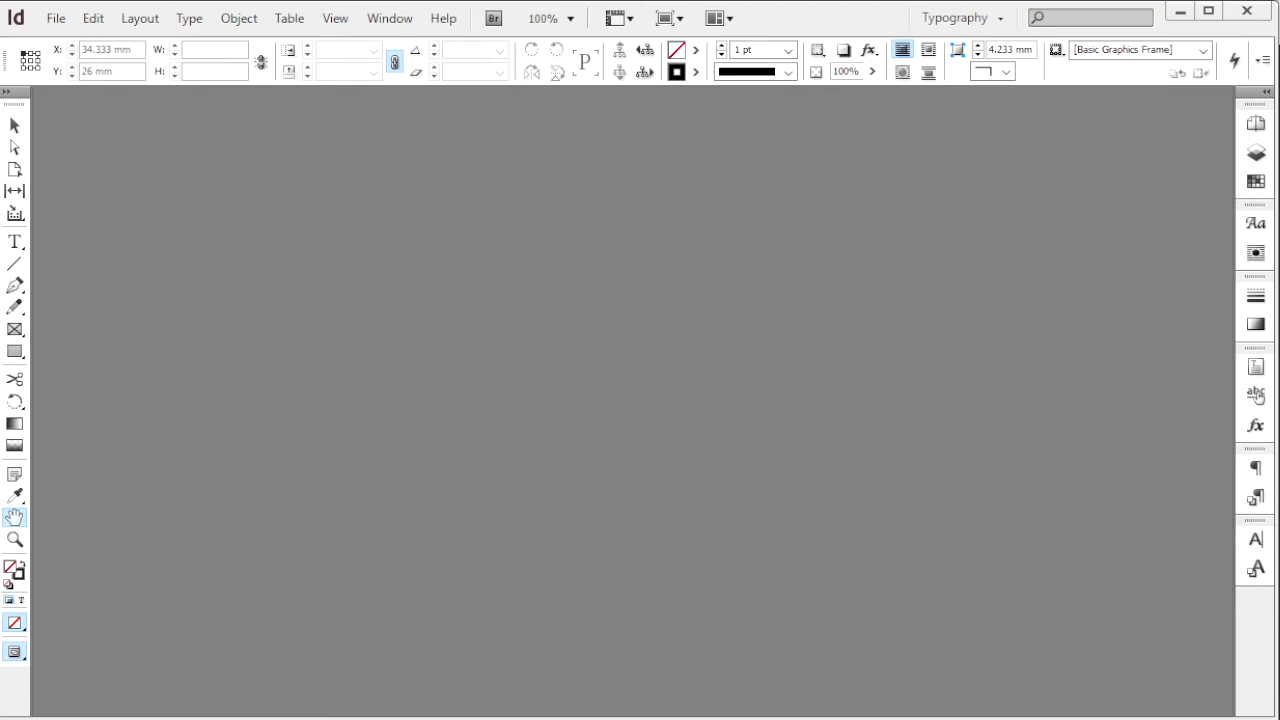 Id File Edit Layout Type Object Table View Window Help Br 100% Typography
X: 34.333 mm W: 1 pt 4.233 mm [Basic Graphics Frame]
Y: 26 mm H: 100%